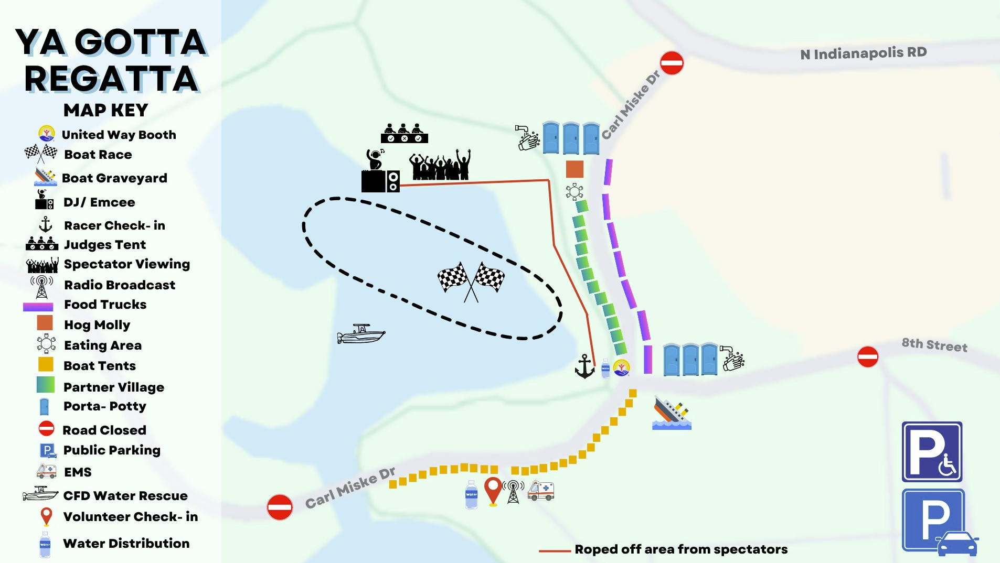 YA GOTTA
REGATTA
MAP KEY
United Way Booth
Boat Race
Boat Graveyard
DJ/ Emcee
Racer Check- in
Judges Tent
Spectator Viewing
Radio Broadcast
Food Trucks
Hog Molly
Eating Area
Boat Tents
Partner Village
Porta- Potty
Road Closed
P
Public Parking
EMS
CFD Water Rescue
Volunteer Check- in
Water
Water Distribution
N Indianapolis RD
Carl Miske Dr
8th Street
Water
Carl Miske Dr
Water
P
P
Roped off area from spectators